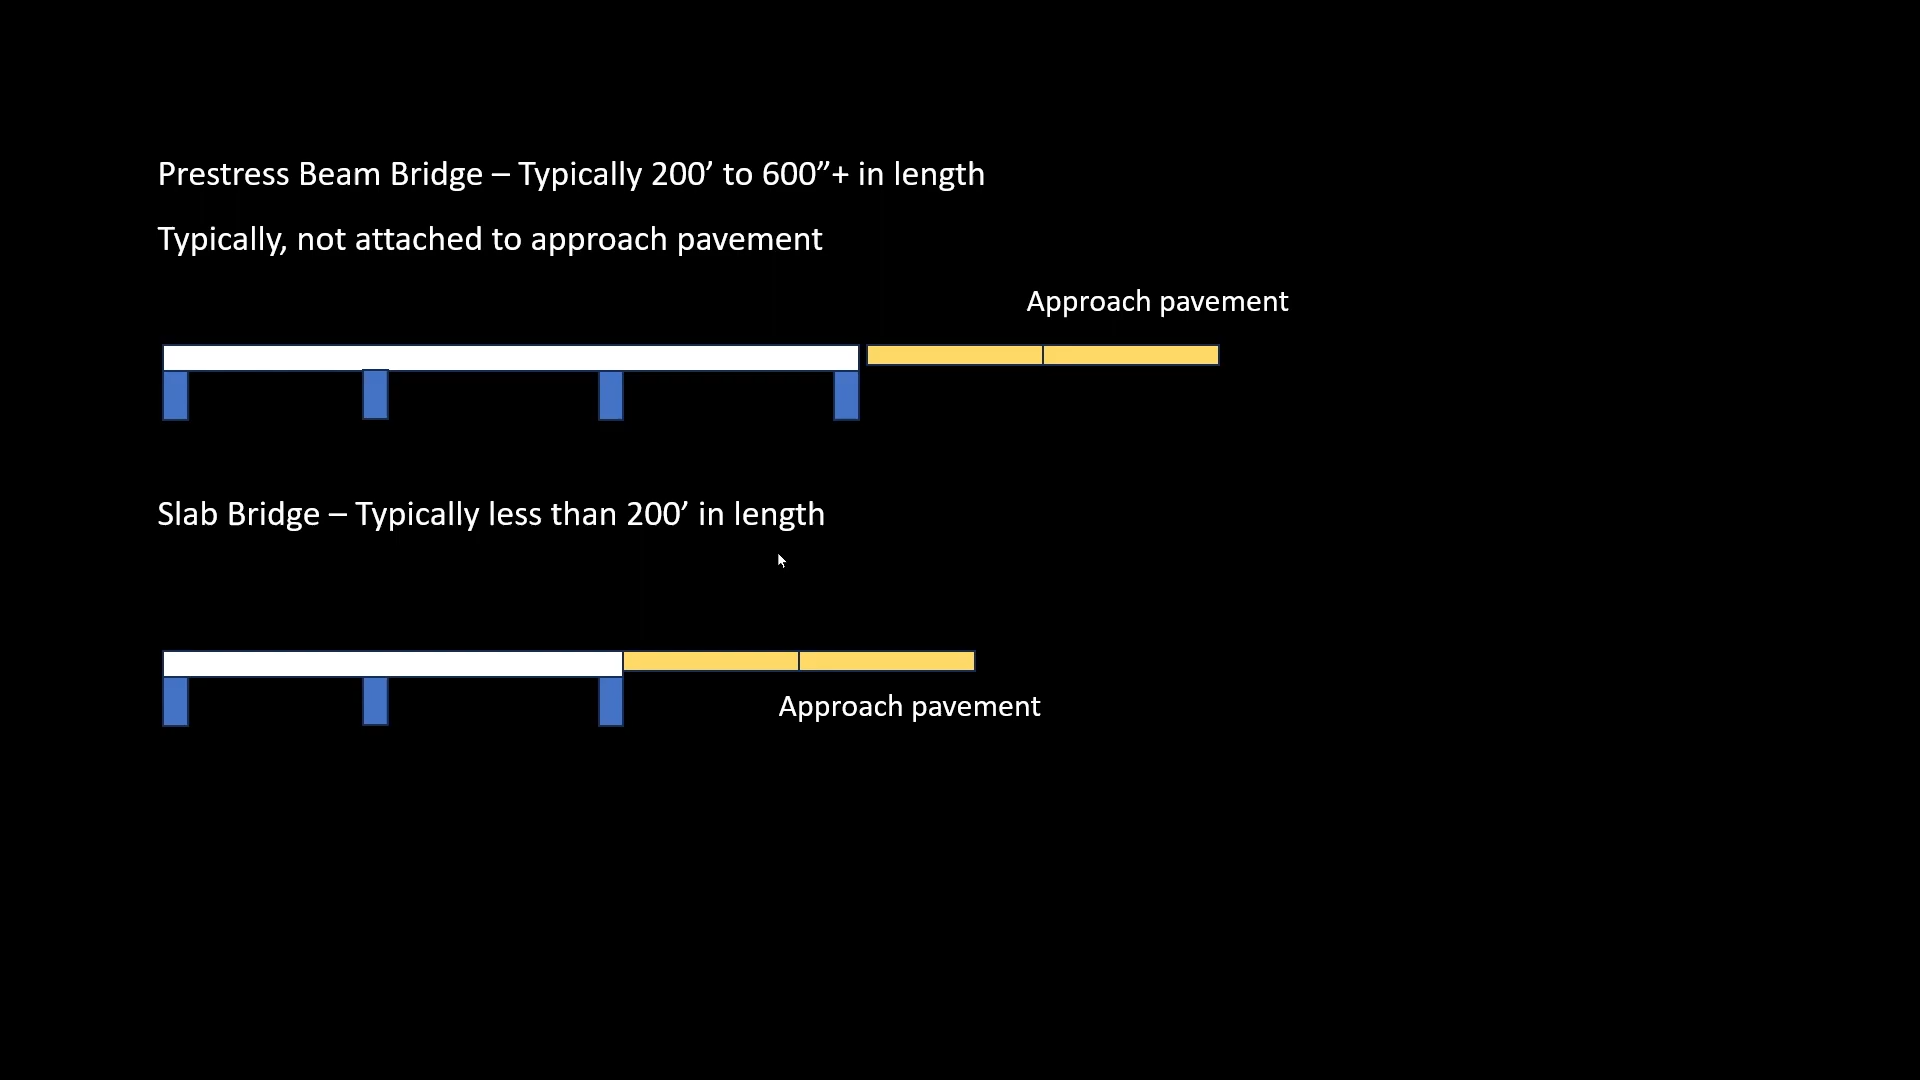 Prestress Beam Bridge – Typically 200’ to 600”+ in length
Typically, not attached to approach pavement
Approach pavement
Slab Bridge – Typically less than 200’ in length
Approach pavement